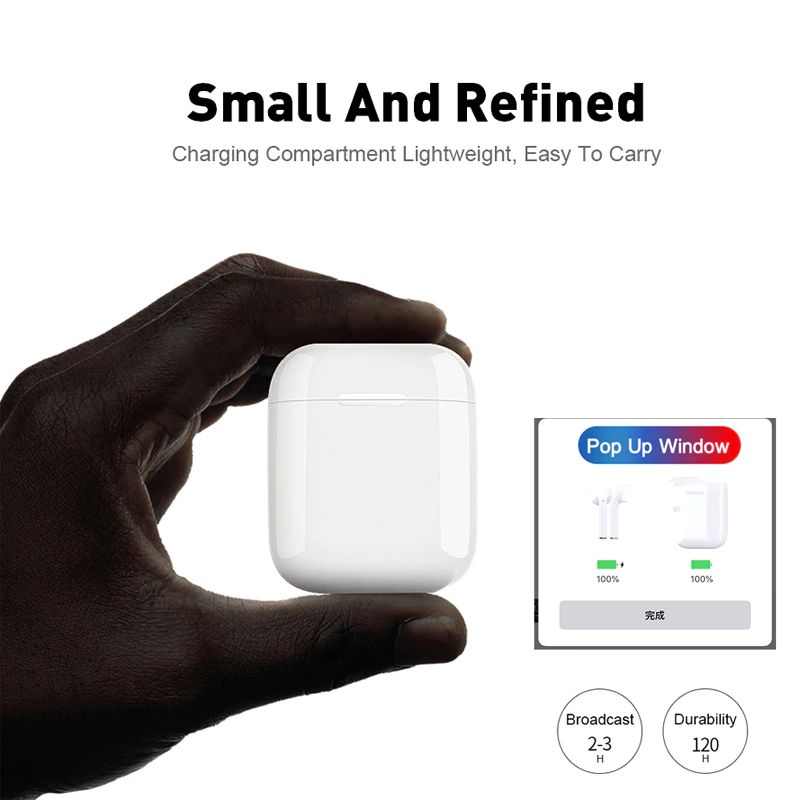 Small And Refined
Charging Compartment Lightweight, Easy To Carry
Pop Up Window
100%
100%
完成
Broadcast
2-3
H
Durability
120
H